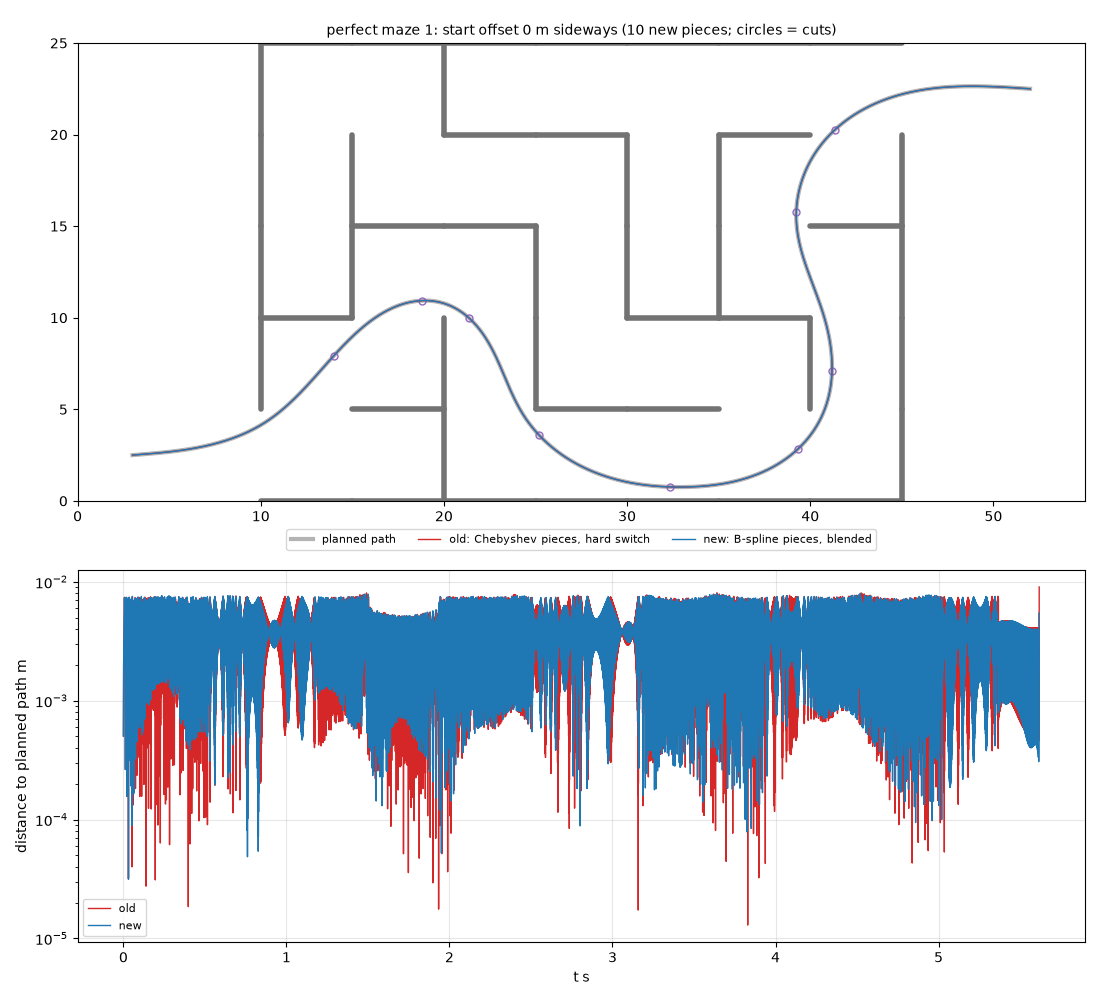 perfect maze 1: start offset 0 m sideways (10 new pieces; circles = cuts)
25
20
15
10
5
0
0 10 20 30 40 50
planned path old: Chebyshev pieces, hard switch new: B-spline pieces, blended
10⁻²
10⁻³
10⁻⁴
10⁻⁵
distance to planned path m
old
new
0 1 2 3 4 5
t s